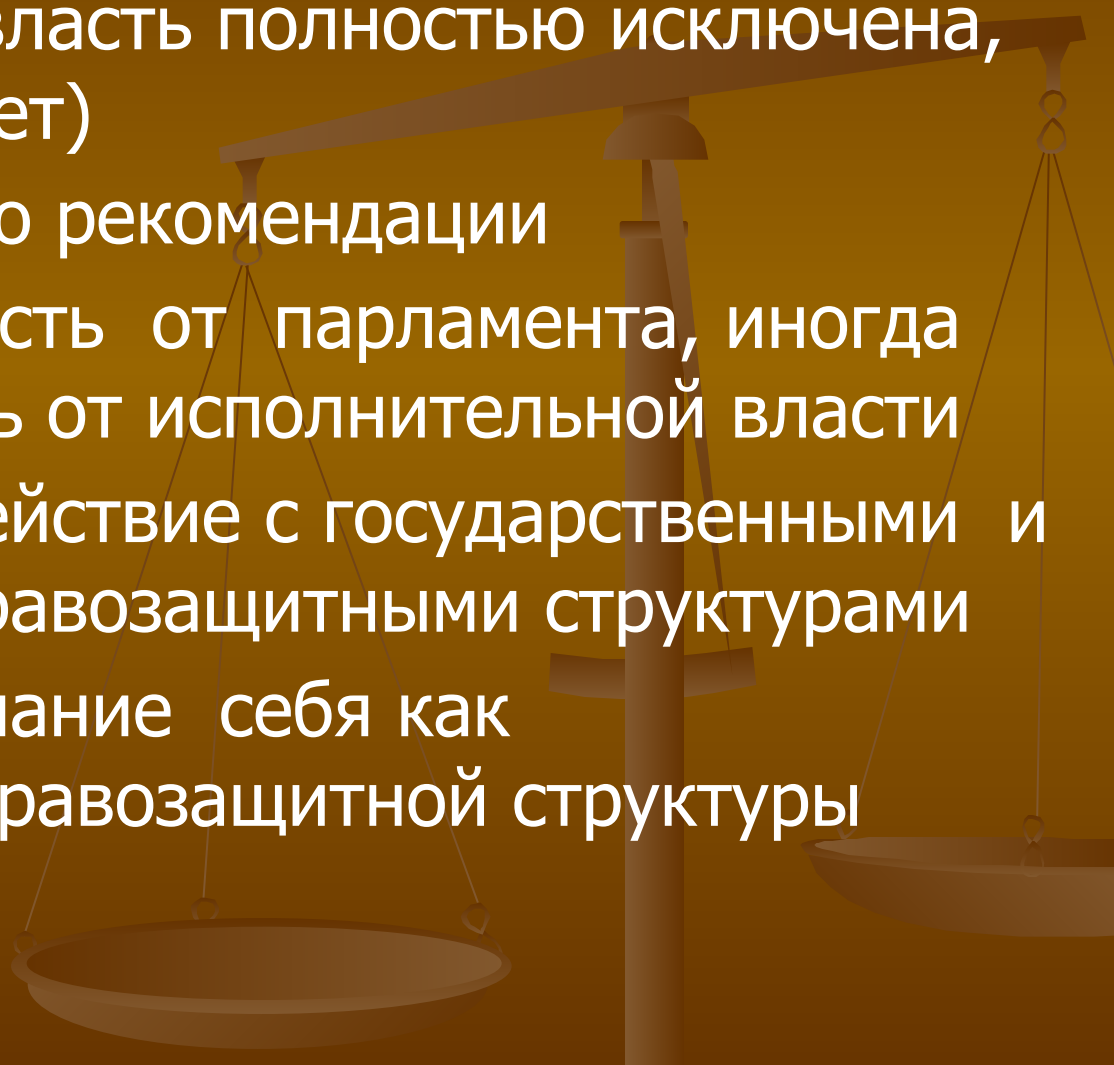 власть полностью исключена,
ет)
о рекомендации
сть от парламента, иногда
ь от исполнительной власти
ействие с государственными и
равозащитными структурами
ание себя как
равозащитной структуры